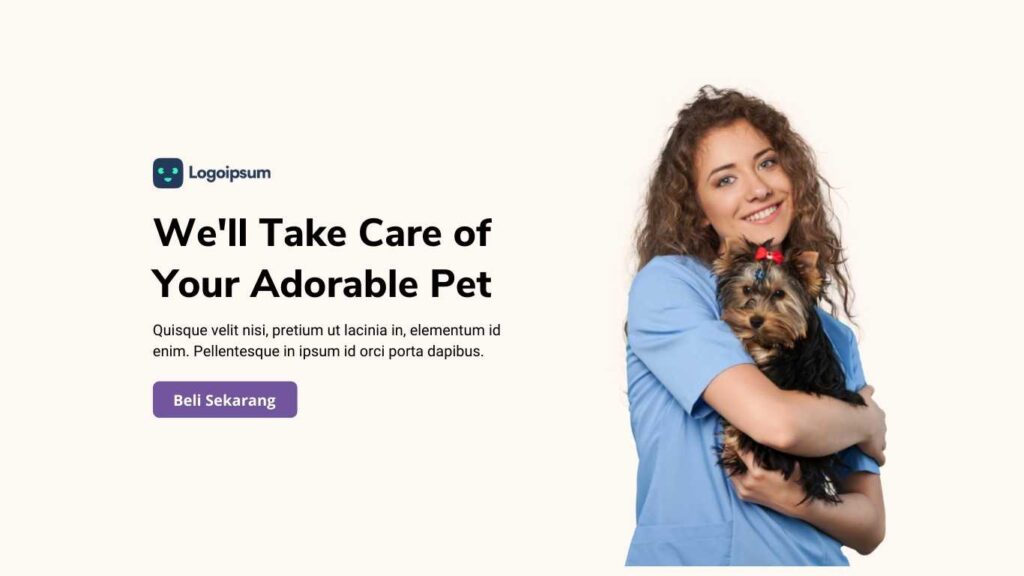 Logoipsum
We'll Take Care of
Your Adorable Pet
Quisque velit nisi, pretium ut lacinia in, elementum id
enim. Pellentesque in ipsum id orci porta dapibus.
Beli Sekarang